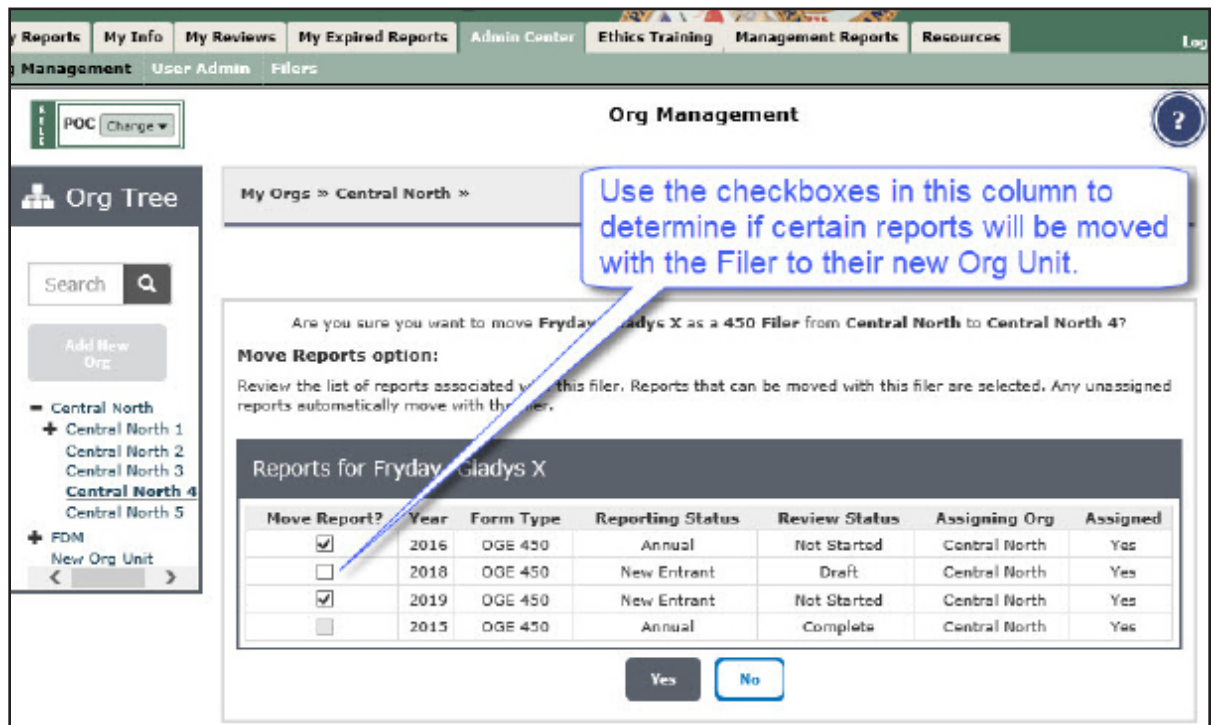 y Reports My Info My Reviews My Expired Reports Admin Center Ethics Training Management Reports Resources Log
Management User Admin Filers
ROLE POC Change
Org Management
?
Org Tree
My Orgs » Central North »
Use the checkboxes in this column to
determine if certain reports will be moved
with the Filer to their new Org Unit.
Search
Add New
Org
Central North
Central North 1
Central North 2
Central North 3
Central North 4
Central North 5
FDM
New Org Unit
Are you sure you want to move Fryday, Gladys X as a 450 Filer from Central North to Central North 4?
Move Reports option:
Review the list of reports associated with this filer. Reports that can be moved with this filer are selected. Any unassigned
reports automatically move with the filer.
Reports for Fryday, Gladys X
Move Report? Year Form Type Reporting Status Review Status Assigning Org Assigned
2016 OGE 450 Annual Not Started Central North Yes
2018 OGE 450 New Entrant Draft Central North Yes
2019 OGE 450 New Entrant Not Started Central North Yes
2015 OGE 450 Annual Complete Central North Yes
Yes No